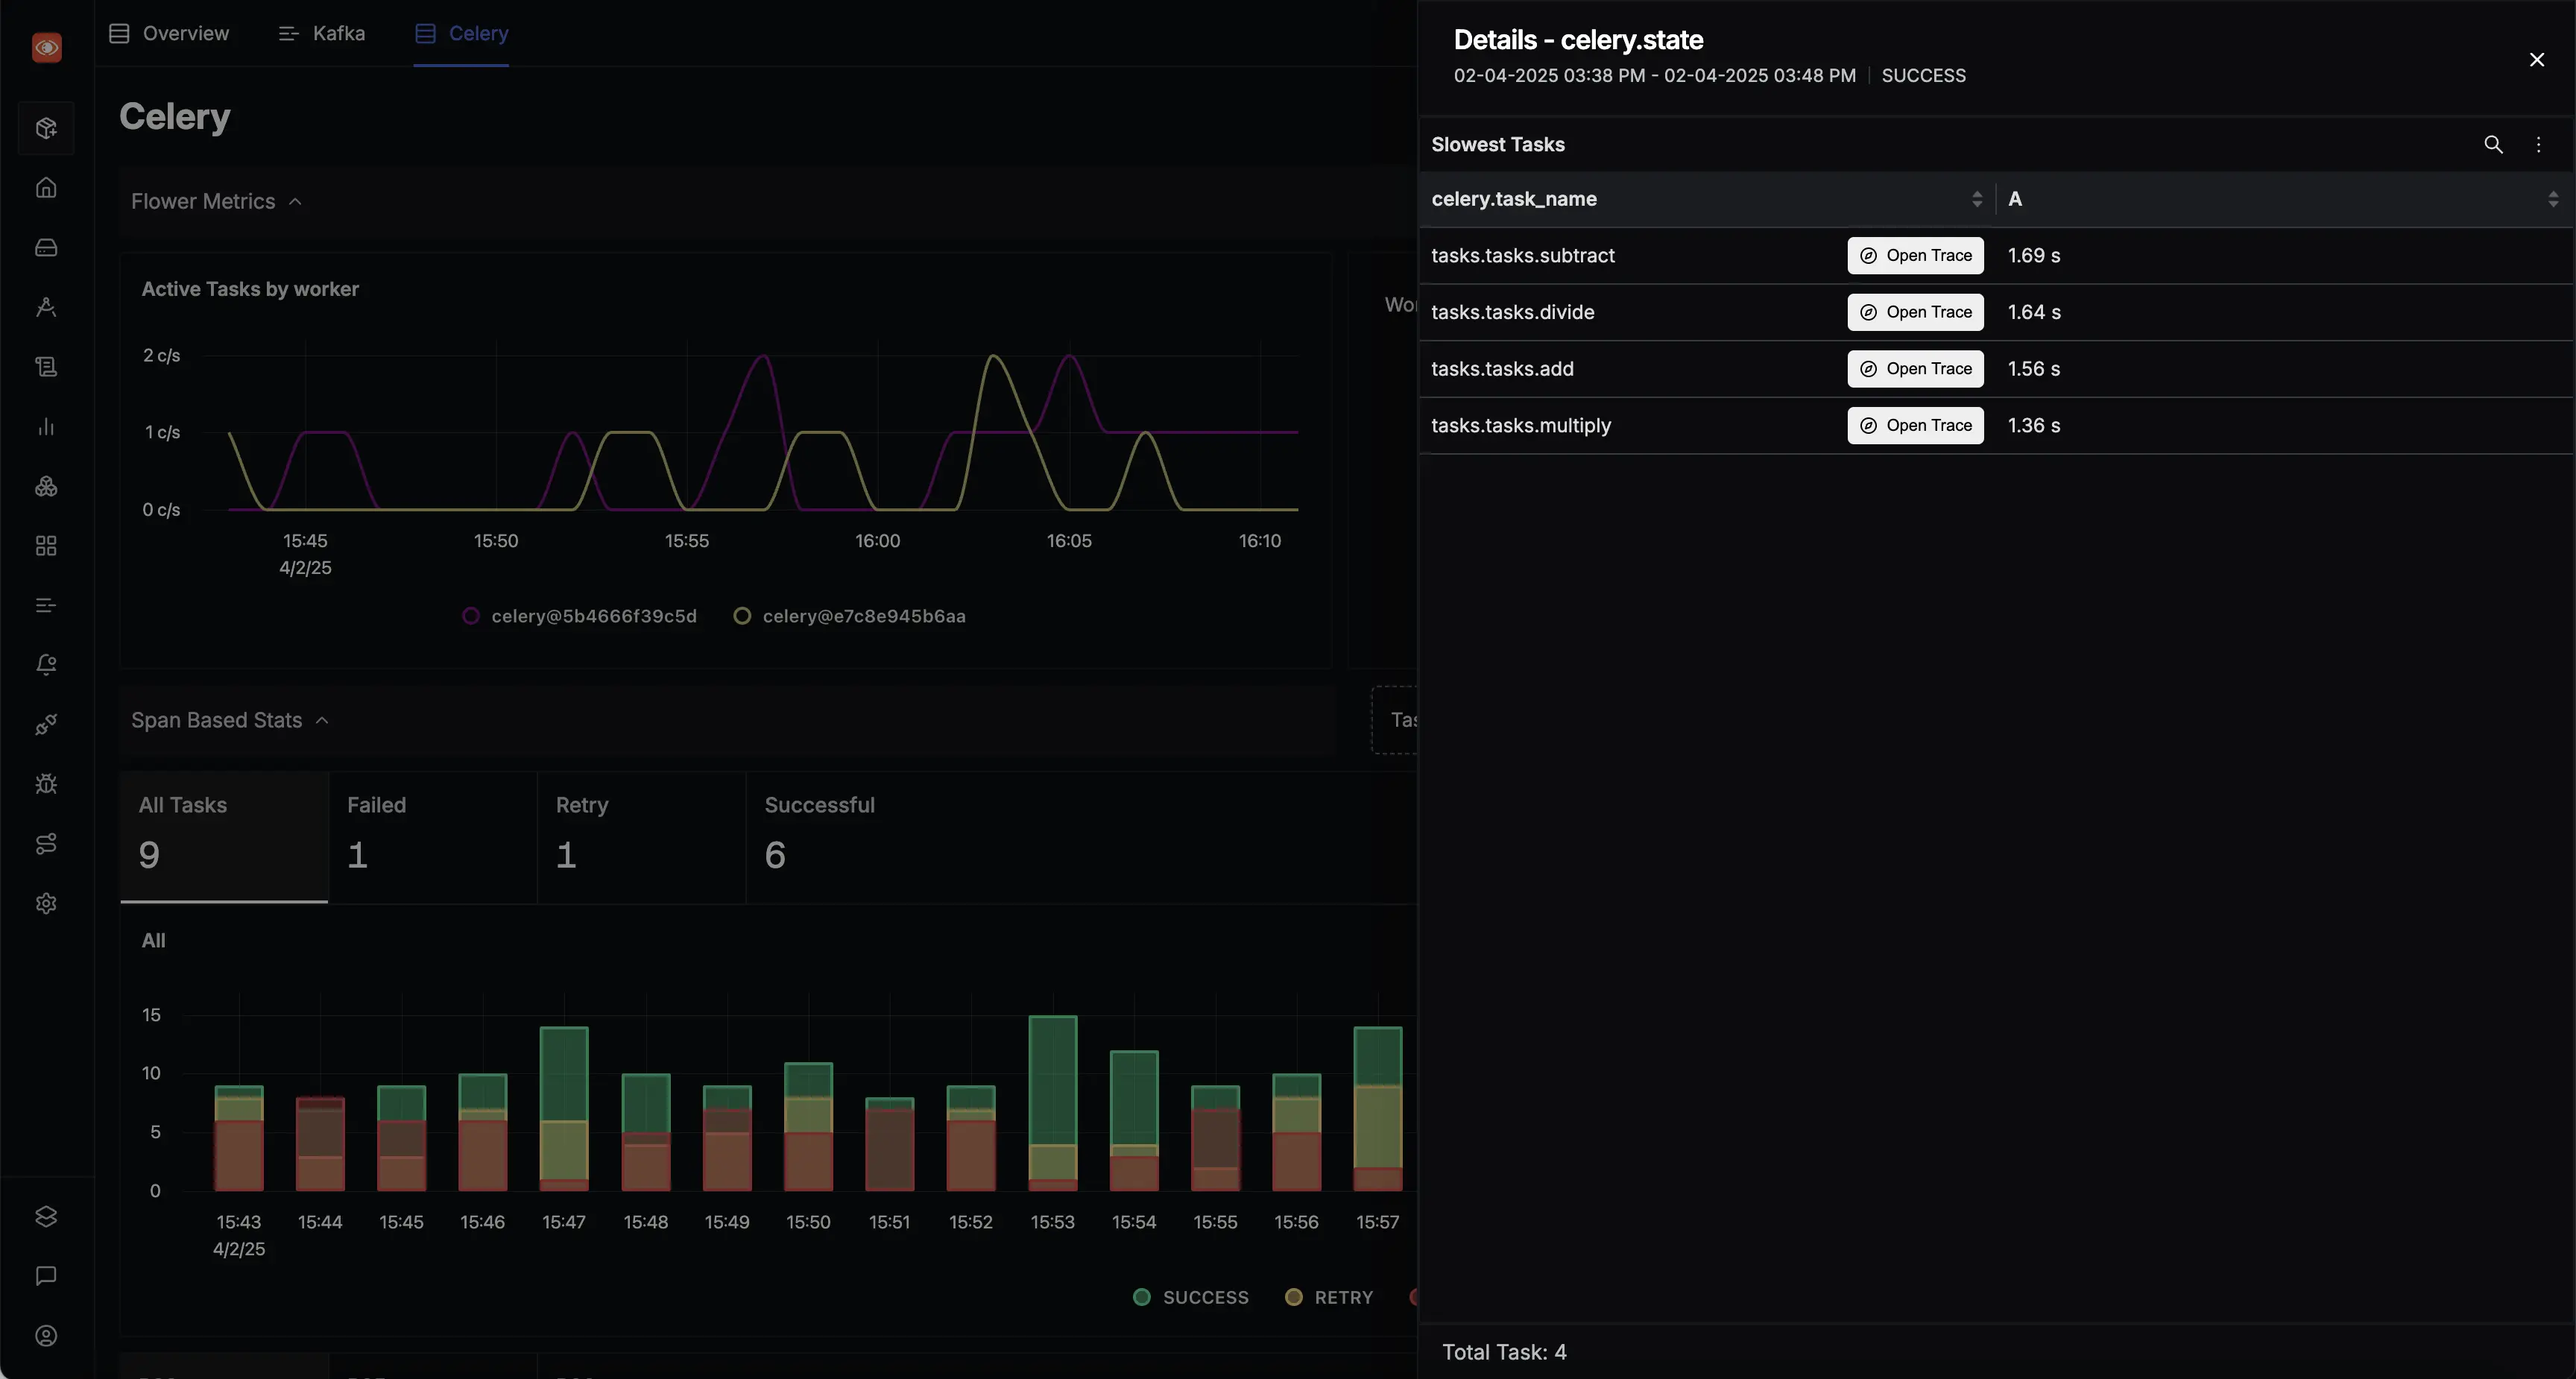 Overview
Kafka
Celery
Celery
Flower Metrics
Active Tasks by worker
2 c/s
1 c/s
0 c/s
15:45
15:50
15:55
16:00
16:05
16:10
4/2/25
celery@5b4666f39c5d
celery@e7c8e945b6aa
Span Based Stats
All Tasks
9
Failed
1
Retry
1
Successful
6
All
15
10
5
0
15:43
15:44
15:45
15:46
15:47
15:48
15:49
15:50
15:51
15:52
15:53
15:54
15:55
15:56
15:57
4/2/25
SUCCESS
RETRY
Details - celery.state
02-04-2025 03:38 PM - 02-04-2025 03:48 PM
SUCCESS
Slowest Tasks
celery.task_name
A
tasks.tasks.subtract
Open Trace
1.69 s
tasks.tasks.divide
Open Trace
1.64 s
tasks.tasks.add
Open Trace
1.56 s
tasks.tasks.multiply
Open Trace
1.36 s
Total Task: 4